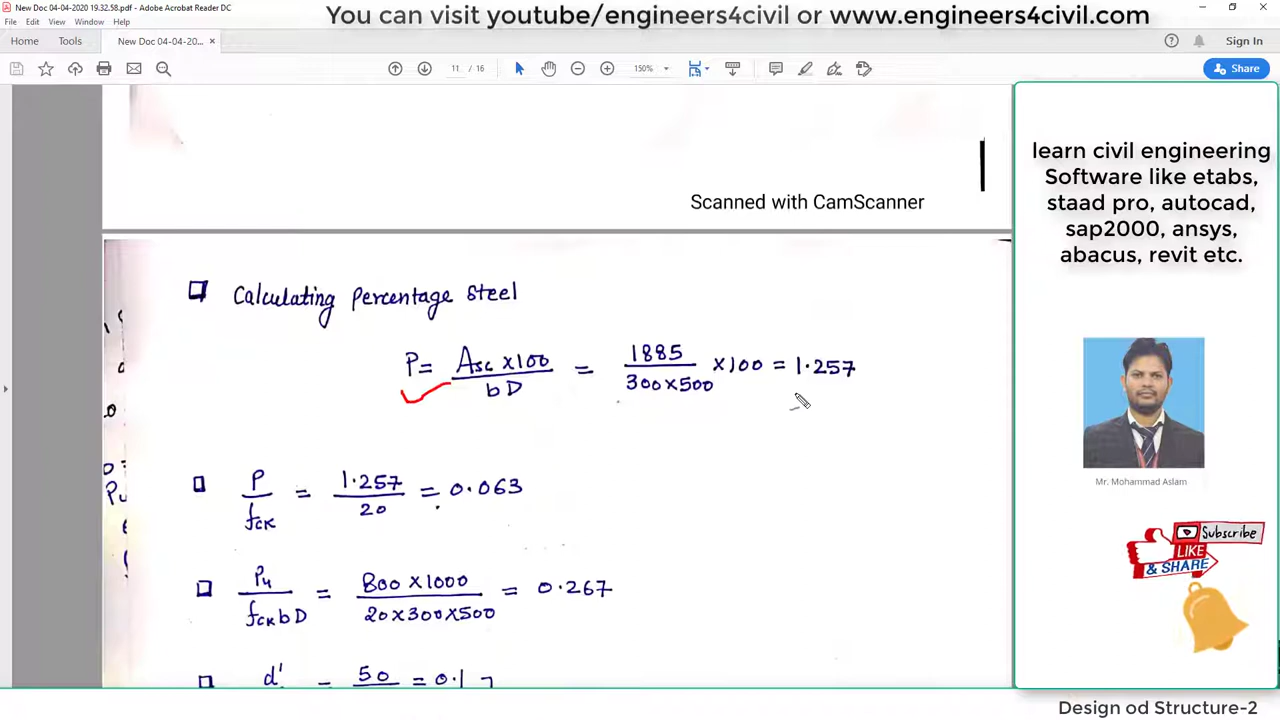 New Doc 04-04-2020 19.32.58.pdf - Adobe Acrobat Reader DC
You can visit youtube/engineers4civil or www.engineers4civil.com
File Edit View Window Help
Home Tools New Doc 04-04-20... × Sign In
11 / 16 150% Share
Scanned with CamScanner
Calculating Percentage Steel
P = Asc × 100 / bD = 1885 / 300×500 × 100 = 1.257
P / fck = 1.257 / 20 = 0.063
Pu / fck bD = 800 × 1000 / 20×300×500 = 0.267
d' = 50 = 0.1
learn civil engineering
Software like etabs,
staad pro, autocad,
sap2000, ansys,
abacus, revit etc.
Mr. Mohammad Aslam
Subscribe
LIKE
& SHARE
Design od Structure-2